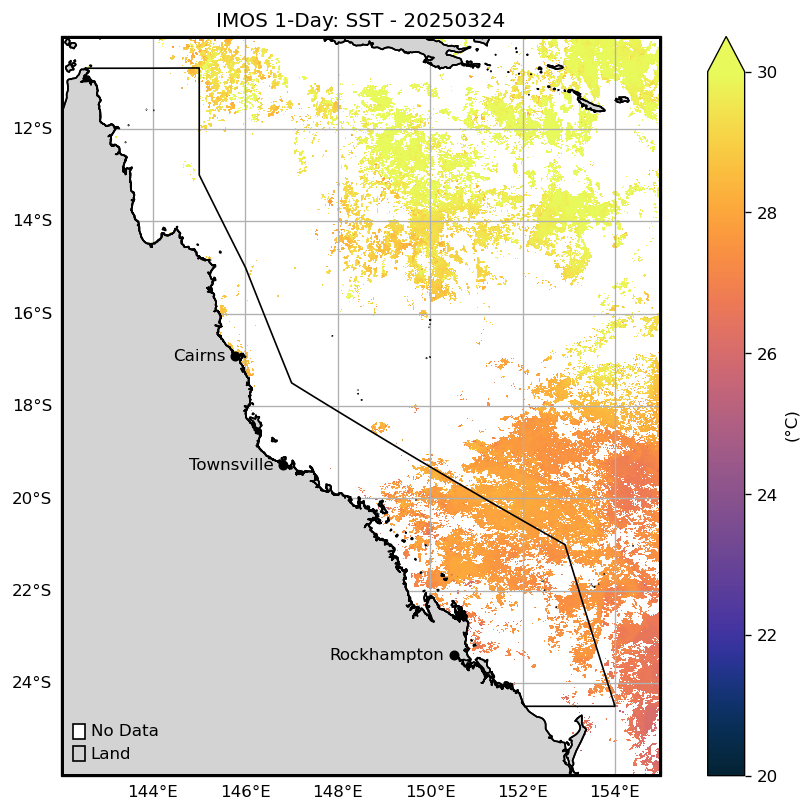 IMOS 1-Day: SST - 20250324
12°S
14°S
16°S
18°S
20°S
22°S
24°S
Cairns
Townsville
Rockhampton
No Data
Land
144°E 146°E 148°E 150°E 152°E 154°E
30
28
26
24
22
20
(°C)